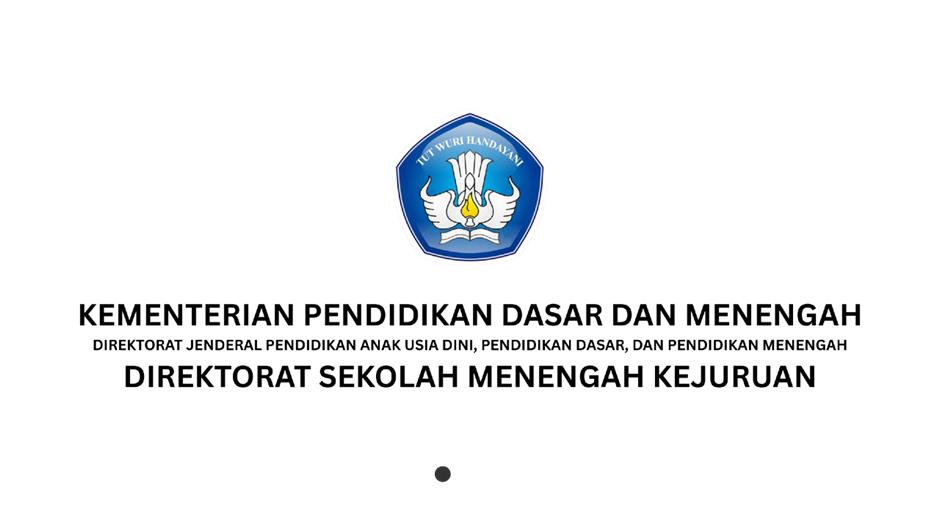 TUT WURI HANDAYANI
KEMENTERIAN PENDIDIKAN DASAR DAN MENENGAH
DIREKTORAT JENDERAL PENDIDIKAN ANAK USIA DINI, PENDIDIKAN DASAR, DAN PENDIDIKAN MENENGAH
DIREKTORAT SEKOLAH MENENGAH KEJURUAN